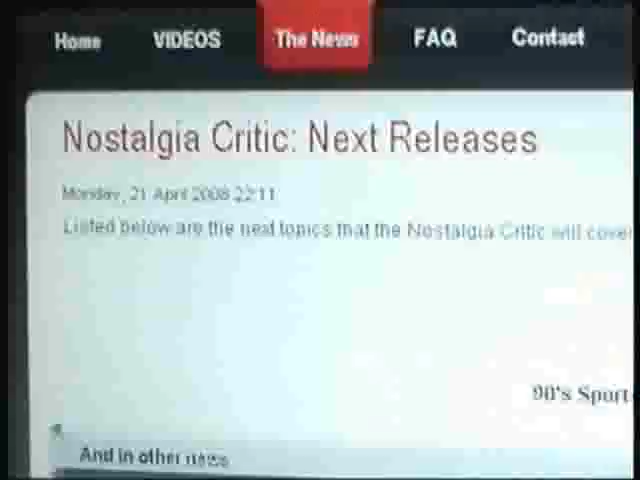 Home VIDEOS The News FAQ Contact
Nostalgia Critic: Next Releases
Monday, 21 April 2008 22:11
Listed below are the next topics that the Nostalgia Critic will cover
90's Sport
And in other news